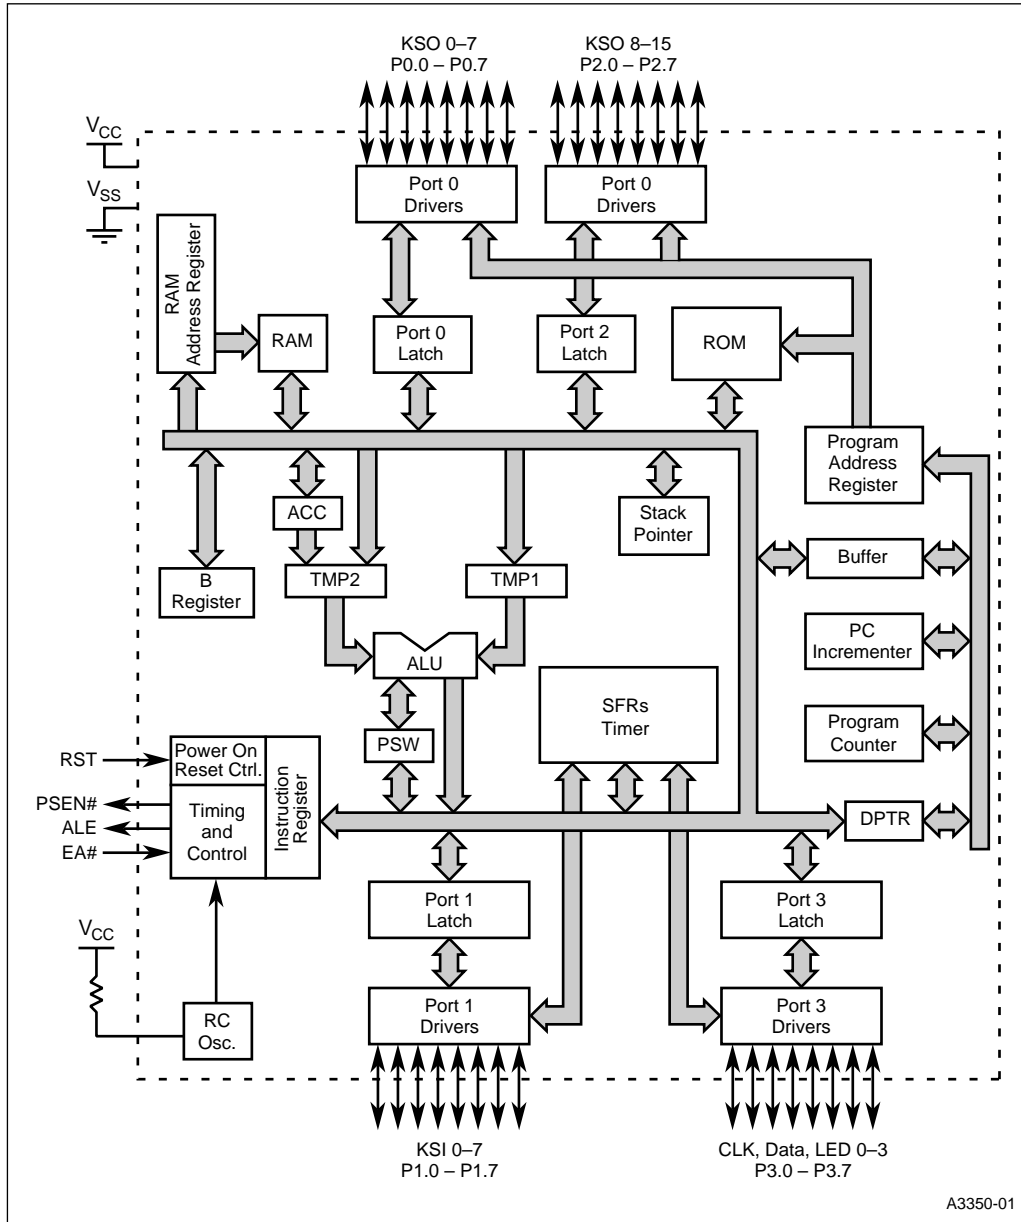 KSO 0–7
P0.0 – P0.7
KSO 8–15
P2.0 – P2.7
VCC
VSS
Port 0
Drivers
Port 0
Drivers
RAM
Address Register
RAM
Port 0
Latch
Port 2
Latch
ROM
Program
Address
Register
ACC
Stack
Pointer
B
Register
TMP2
TMP1
Buffer
ALU
PC
Incrementer
SFRs
Timer
PSW
Program
Counter
RST
Power On
Reset Ctrl.
Instruction
Register
PSEN#
ALE
EA#
Timing
and
Control
DPTR
Port 1
Latch
Port 3
Latch
VCC
RC
Osc.
Port 1
Drivers
Port 3
Drivers
KSI 0–7
P1.0 – P1.7
CLK, Data, LED 0–3
P3.0 – P3.7
A3350-01